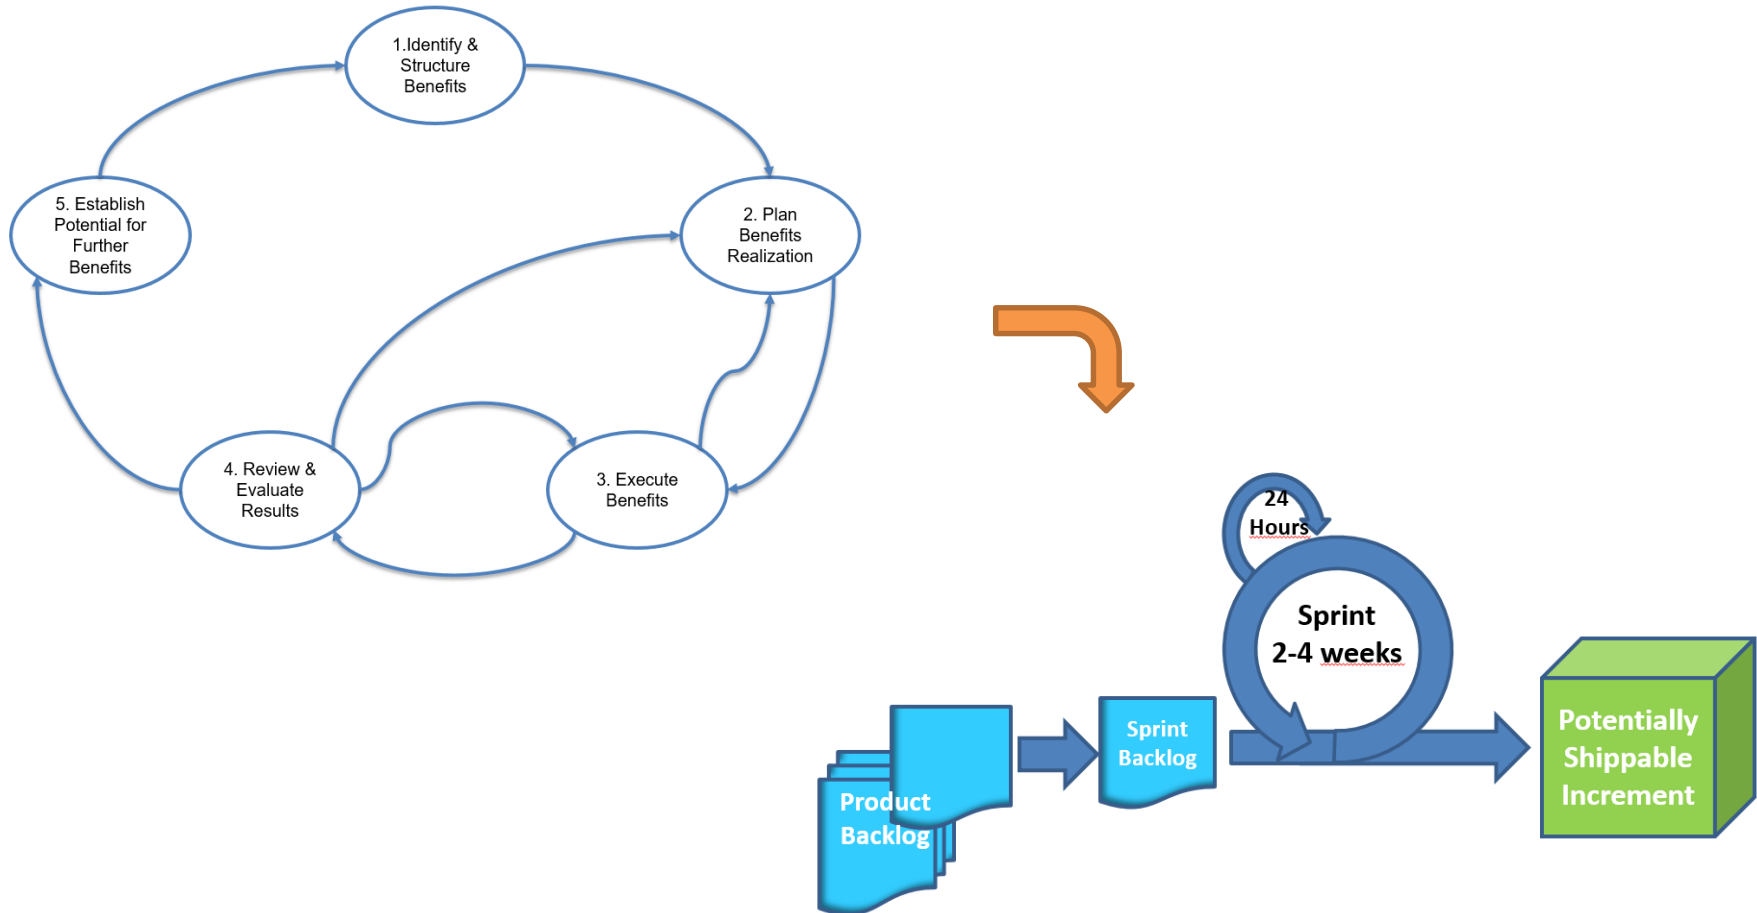 1.Identify &
Structure
Benefits
5. Establish
Potential for
Further
Benefits
2. Plan
Benefits
Realization
4. Review &
Evaluate
Results
3. Execute
Benefits
24
Hours
Sprint
2-4 weeks
Sprint
Backlog
Product
Backlog
Potentially
Shippable
Increment